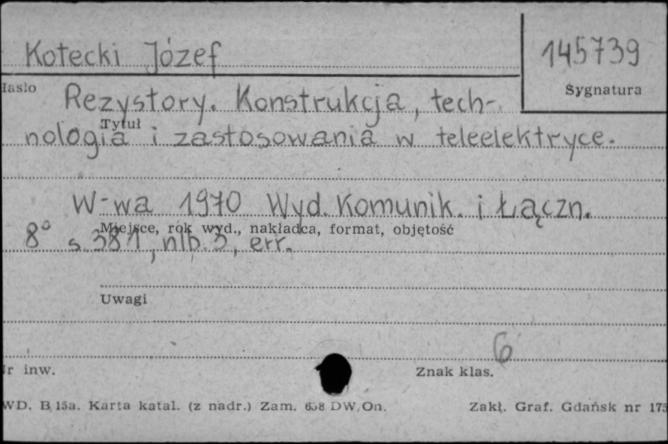 Kotecki Józef
145739
Hasło
Sygnatura
Rezystory. Konstrukcja, tech-
Tytuł
nologia i zastosowania w teleelektryce.
W-wa 1970 Wyd. Komunik. i Łączn.
Miejsce, rok wyd., nakładca, format, objętość
8° s. 381, nlb. 3, err.
Uwagi
6
Nr inw.
Znak klas.
WD. B 15a. Karta katal. (z nadr.) Zam. 658 DW. On.
Zakł. Graf. Gdańsk nr 175